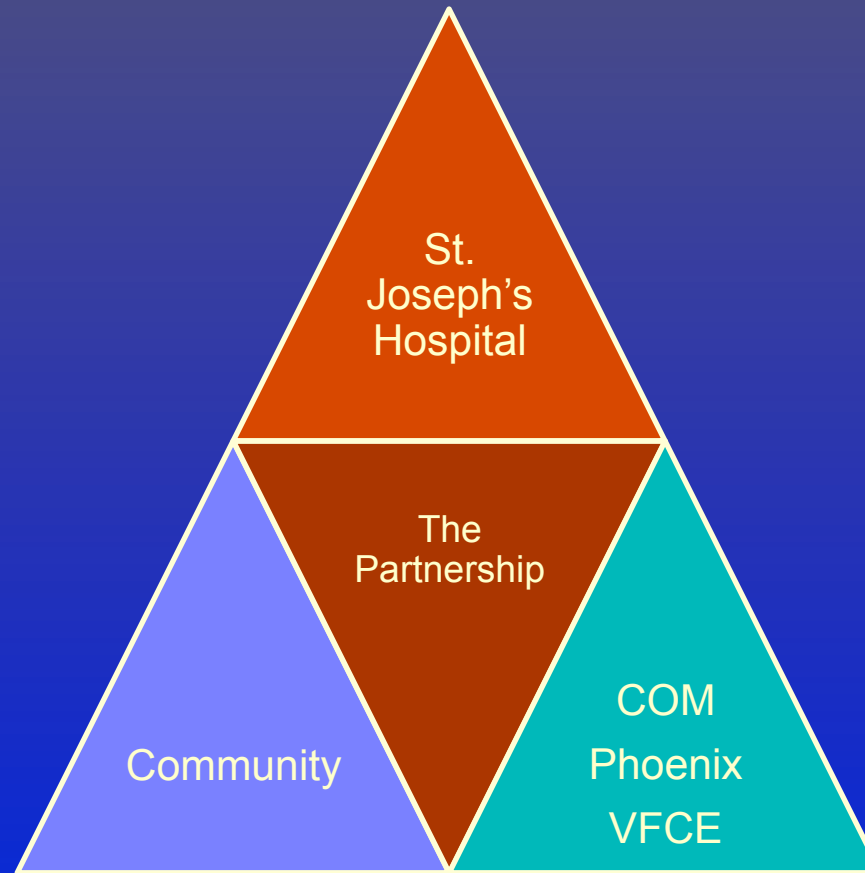 St.
Joseph’s
Hospital
The
Partnership
Community
COM
Phoenix
VFCE